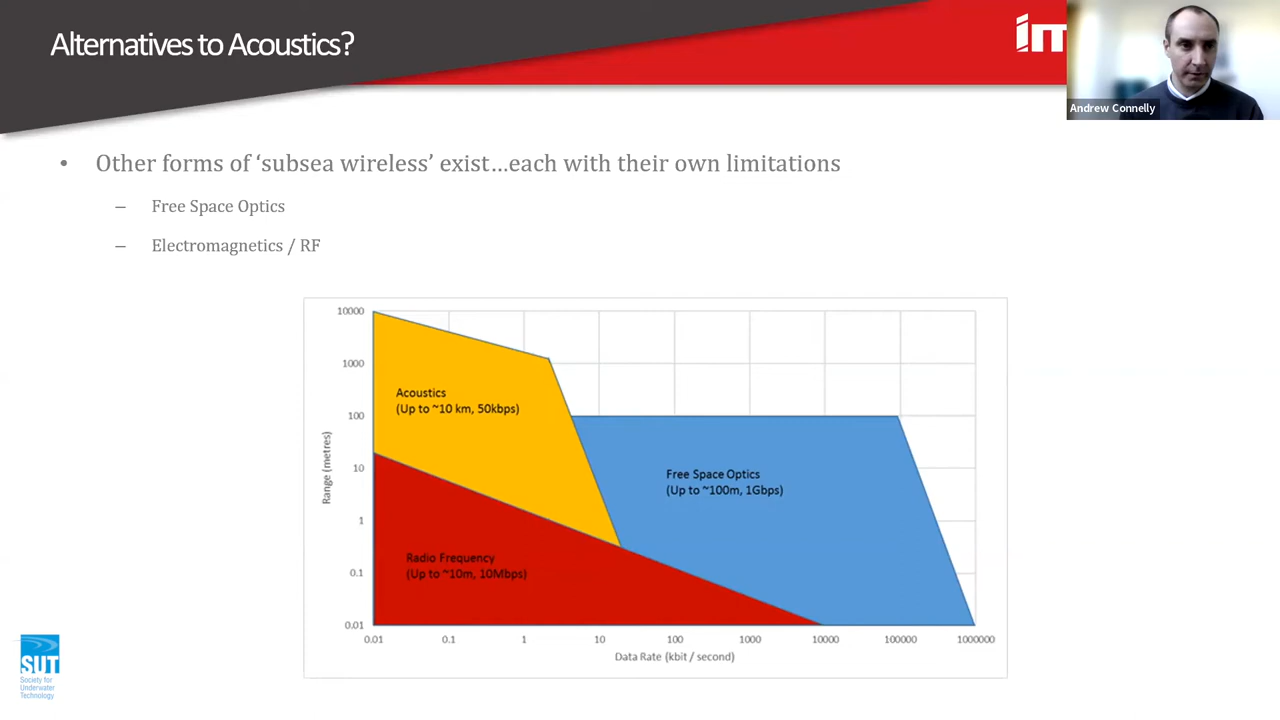 Alternatives to Acoustics?
im
Andrew Connelly
• Other forms of ‘subsea wireless’ exist…each with their own limitations
– Free Space Optics
– Electromagnetics / RF
10000
1000
100
10
1
0.1
0.01
Range (metres)
Acoustics
(Up to ~10 km, 50kbps)
Free Space Optics
(Up to ~100m, 1Gbps)
Radio Frequency
(Up to ~10m, 10Mbps)
0.01 0.1 1 10 100 1000 10000 100000 1000000
Data Rate (kbit / second)
SUT
Society for
Underwater
Technology